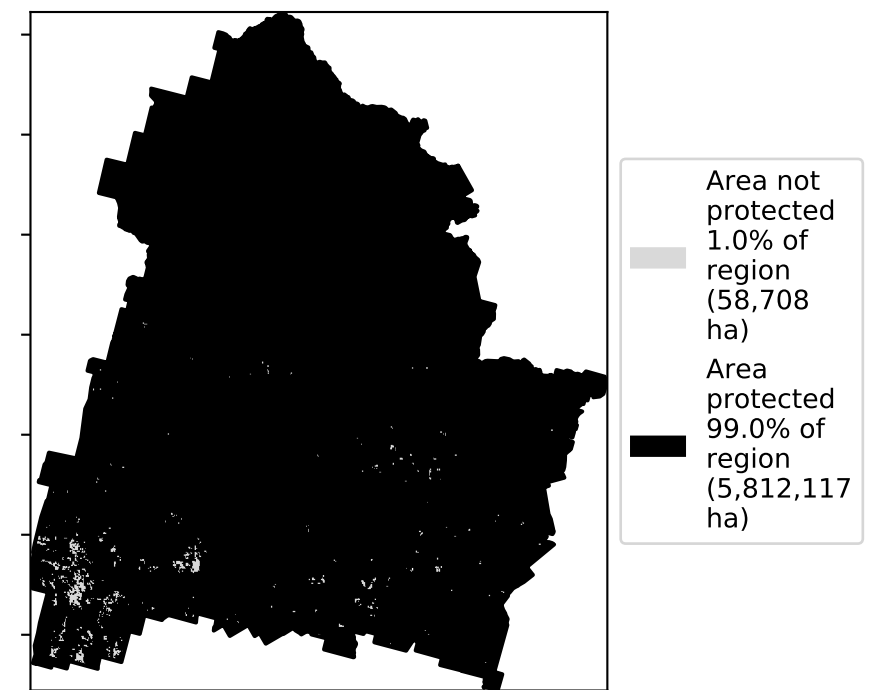 Area not
protected
1.0% of
region
(58,708
ha)
Area
protected
99.0% of
region
(5,812,117
ha)